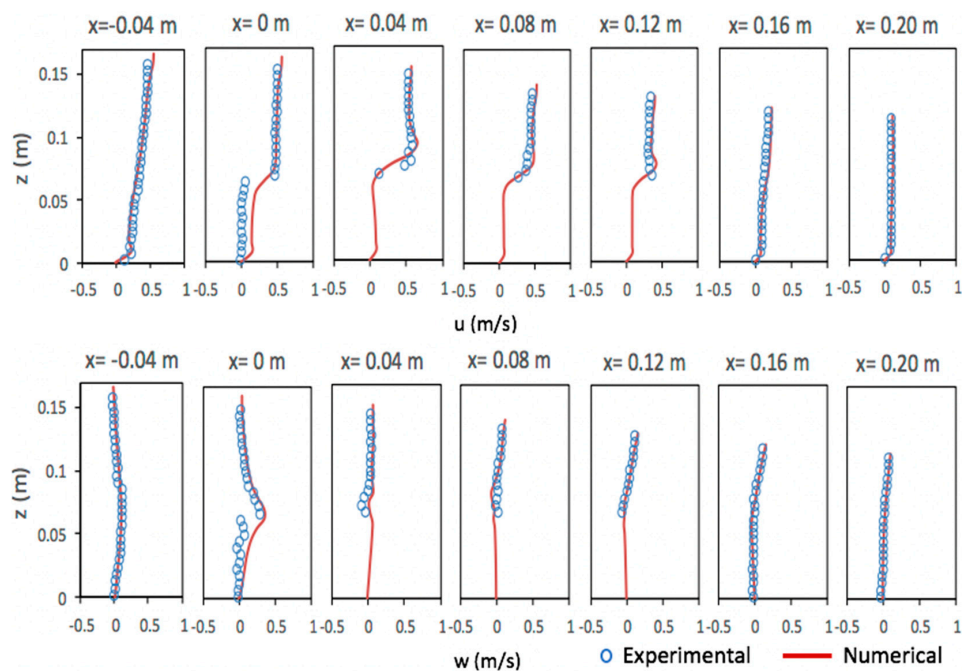 x=-0.04 m x= 0 m x= 0.04 m x= 0.08 m x= 0.12 m x= 0.16 m x= 0.20 m
0.15
0.1
0.05
0
z (m)
-0.5 0 0.5 1 -0.5 0 0.5 1 -0.5 0 0.5 1 -0.5 0 0.5 1 -0.5 0 0.5 1 -0.5 0 0.5 1 -0.5 0 0.5 1
u (m/s)
x= -0.04 m x= 0 m x= 0.04 m x= 0.08 m x= 0.12 m x= 0.16 m x= 0.20 m
0.15
0.1
0.05
0
z (m)
-0.5 0 0.5 1 -0.5 0 0.5 1 -0.5 0 0.5 1 -0.5 0 0.5 1 -0.5 0 0.5 1 -0.5 0 0.5 1 -0.5 0 0.5 1
w (m/s) Experimental Numerical